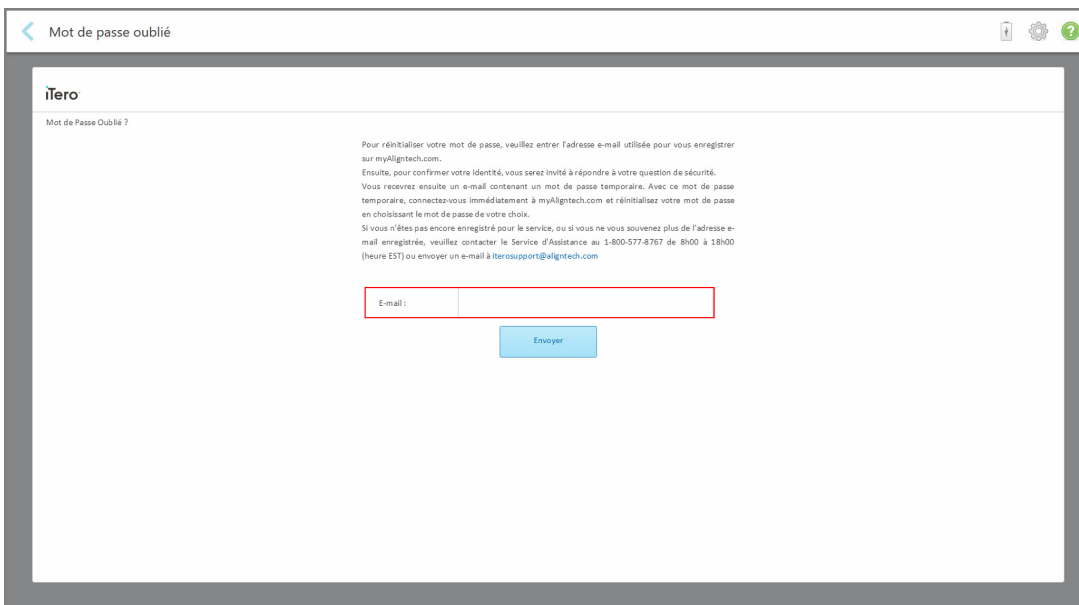 Mot de passe oublié
iTero
Mot de Passe Oublié ?
Pour réinitialiser votre mot de passe, veuillez entrer l'adresse e-mail utilisée pour vous enregistrer
sur myAligntech.com.
Ensuite, pour confirmer votre identité, vous serez invité à répondre à votre question de sécurité.
Vous recevrez ensuite un e-mail contenant un mot de passe temporaire. Avec ce mot de passe
temporaire, connectez-vous immédiatement à myAligntech.com et réinitialisez votre mot de passe
en choisissant le mot de passe de votre choix.
Si vous n'êtes pas encore enregistré pour le service, ou si vous ne vous souvenez plus de l'adresse e-
mail enregistrée, veuillez contacter le Service d'Assistance au 1-800-577-8767 de 8h00 à 18h00
(heure EST) ou envoyer un e-mail à iterosupport@aligntech.com
E-mail :
Envoyer